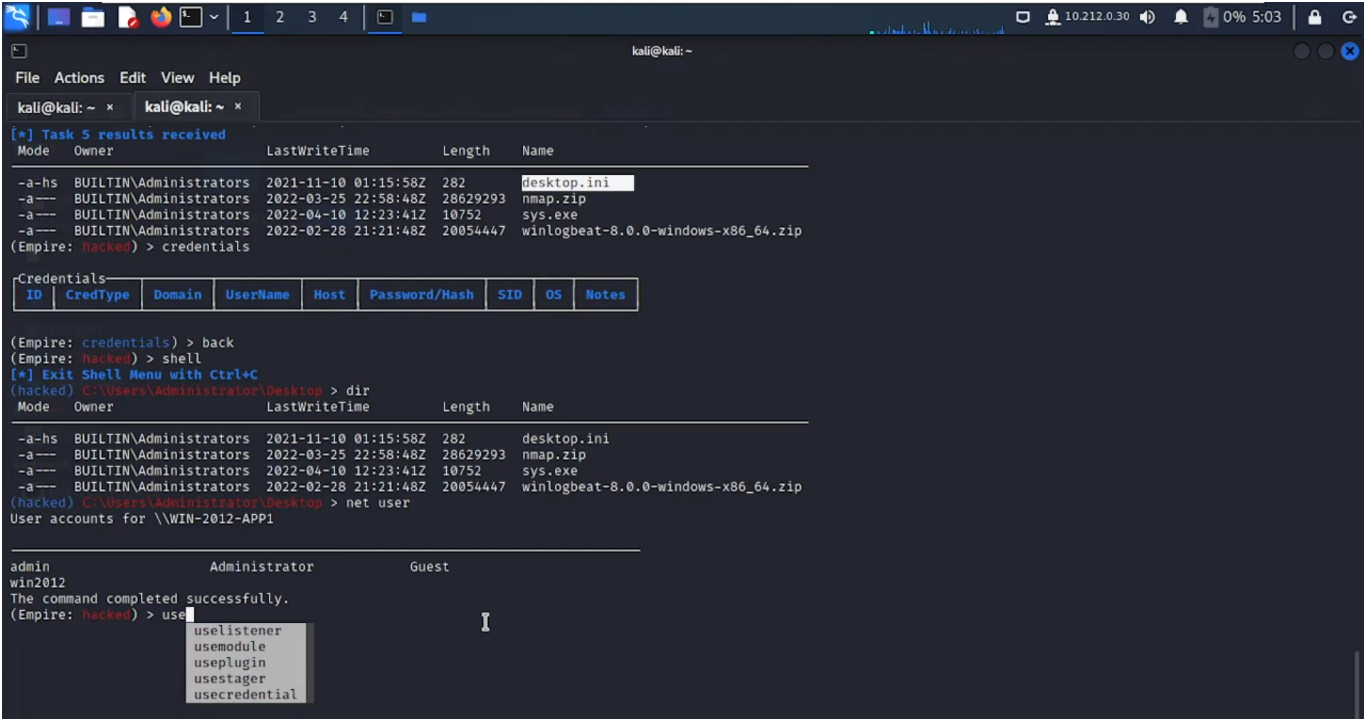 1 2 3 4 10.212.0.30 0% 5:03
kali@kali: ~
File Actions Edit View Help
kali@kali: ~ × kali@kali: ~ ×
[*] Task 5 results received
Mode Owner LastWriteTime Length Name
-a-hs BUILTIN\Administrators 2021-11-10 01:15:58Z 282 desktop.ini
-a--- BUILTIN\Administrators 2022-03-25 22:58:48Z 28629293 nmap.zip
-a--- BUILTIN\Administrators 2022-04-10 12:23:41Z 10752 sys.exe
-a--- BUILTIN\Administrators 2022-02-28 21:21:48Z 20054447 winlogbeat-8.0.0-windows-x86_64.zip
(Empire: hacked) > credentials
Credentials
ID CredType Domain UserName Host Password/Hash SID OS Notes
(Empire: credentials) > back
(Empire: hacked) > shell
[*] Exit Shell Menu with Ctrl+C
(hacked) C:\Users\Administrator\Desktop > dir
Mode Owner LastWriteTime Length Name
-a-hs BUILTIN\Administrators 2021-11-10 01:15:58Z 282 desktop.ini
-a--- BUILTIN\Administrators 2022-03-25 22:58:48Z 28629293 nmap.zip
-a--- BUILTIN\Administrators 2022-04-10 12:23:41Z 10752 sys.exe
-a--- BUILTIN\Administrators 2022-02-28 21:21:48Z 20054447 winlogbeat-8.0.0-windows-x86_64.zip
(hacked) C:\Users\Administrator\Desktop > net user
User accounts for \\WIN-2012-APP1
admin Administrator Guest
win2012
The command completed successfully.
(Empire: hacked) > use
uselistener
usemodule
useplugin
usestager
usecredential